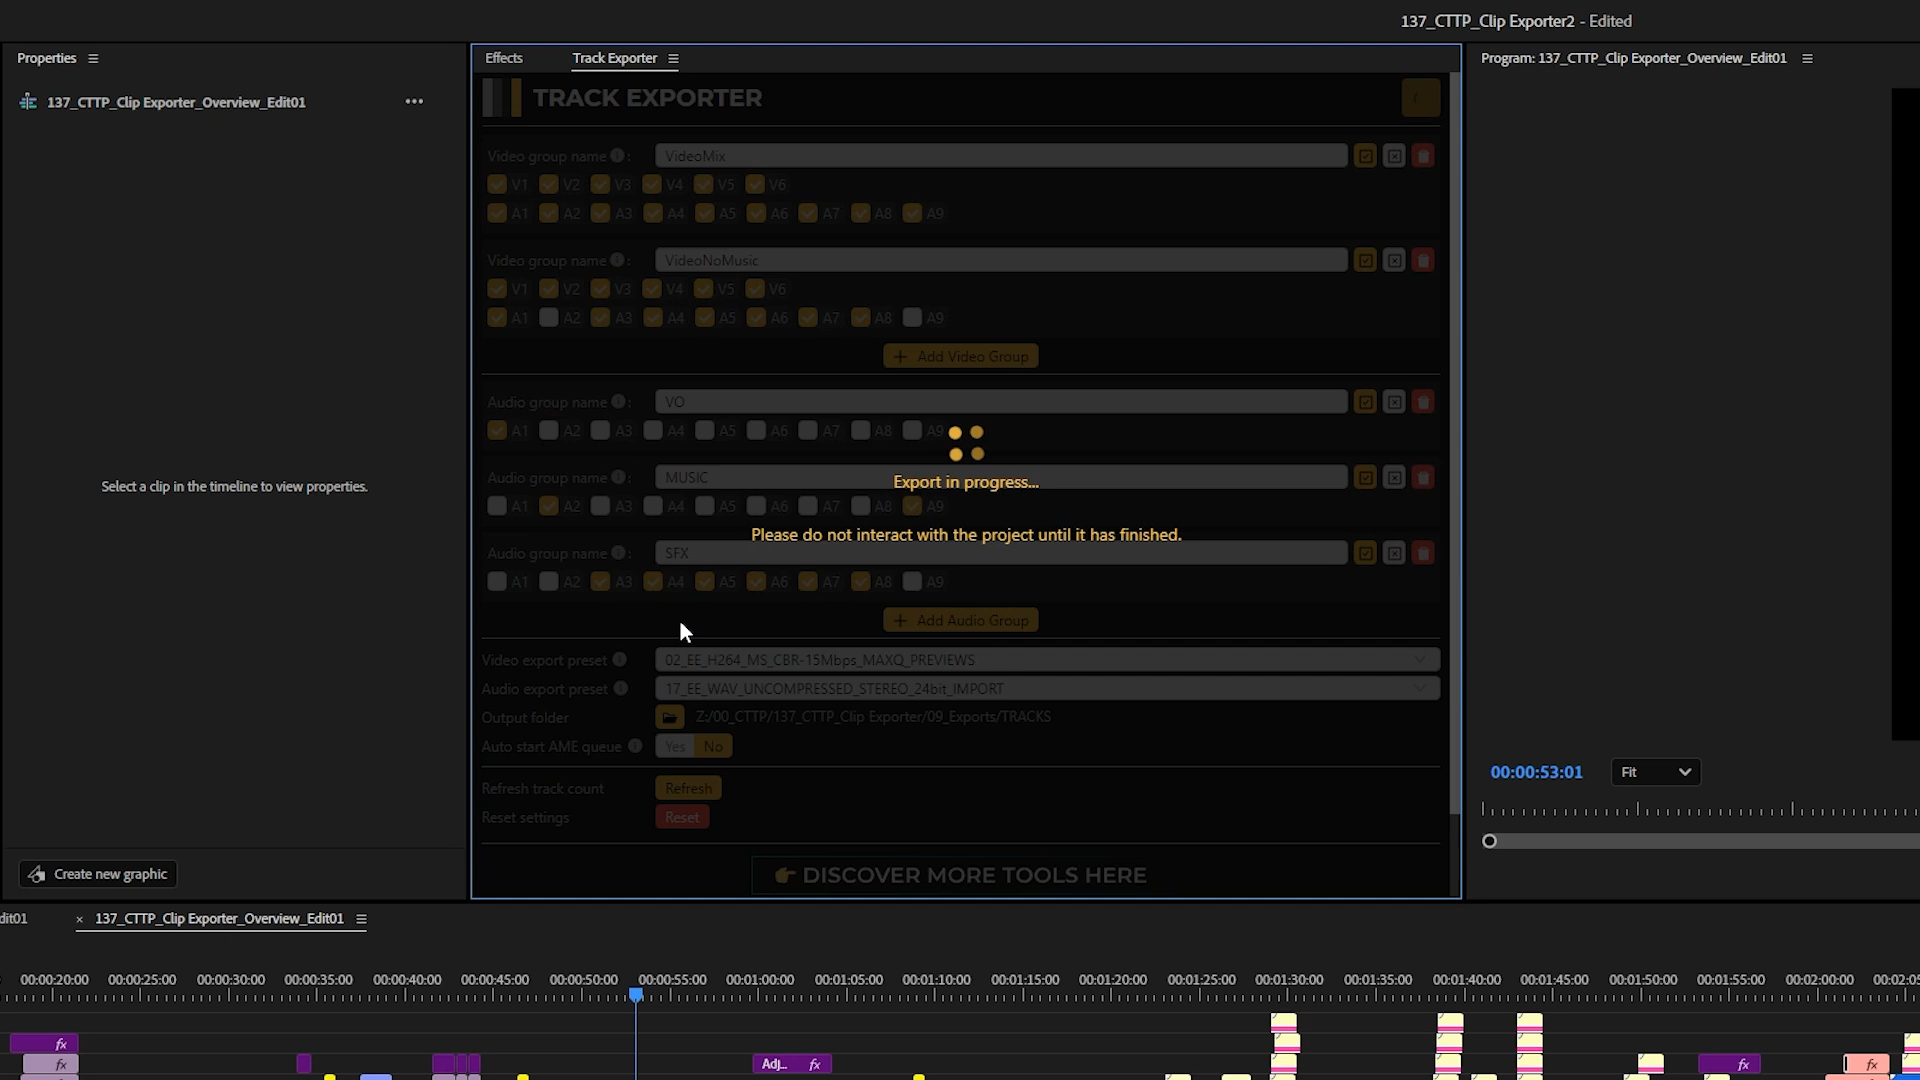 137_CTTP_Clip Exporter2 - Edited
Properties
Effects
Track Exporter
Program: 137_CTTP_Clip Exporter_Overview_Edit01
137_CTTP_Clip Exporter_Overview_Edit01
TRACK EXPORTER
Video group name : VideoMix
V1 V2 V3 V4 V5 V6
A1 A2 A3 A4 A5 A6 A7 A8 A9
Video group name : VideoNoMusic
V1 V2 V3 V4 V5 V6
A1 A2 A3 A4 A5 A6 A7 A8 A9
+ Add Video Group
Audio group name : VO
A1 A2 A3 A4 A5 A6 A7 A8 A9
Audio group name : MUSIC
Export in progress...
Select a clip in the timeline to view properties.
A1 A2 A3 A4 A5 A6 A7 A8 A9
Please do not interact with the project until it has finished.
Audio group name : SFX
A1 A2 A3 A4 A5 A6 A7 A8 A9
+ Add Audio Group
Video export preset 02_EE_H264_MS_CBR-15Mbps_MAXQ_PREVIEWS
Audio export preset 17_EE_WAV_UNCOMPRESSED_STEREO_24bit_IMPORT
Output folder Z:/00_CTTP/137_CTTP_Clip Exporter/09_Exports/TRACKS
Auto start AME queue Yes No
00:00:53:01
Fit
Refresh track count Refresh
Reset settings Reset
Create new graphic
DISCOVER MORE TOOLS HERE
dit01
× 137_CTTP_Clip Exporter_Overview_Edit01
00:00:20:00 00:00:25:00 00:00:30:00 00:00:35:00 00:00:40:00 00:00:45:00 00:00:50:00 00:00:55:00 00:01:00:00 00:01:05:00 00:01:10:00 00:01:15:00 00:01:20:00 00:01:25:00 00:01:30:00 00:01:35:00 00:01:40:00 00:01:45:00 00:01:50:00 00:01:55:00 00:02:00:00 00:02:05
fx
fx
Adj... fx
fx
fx